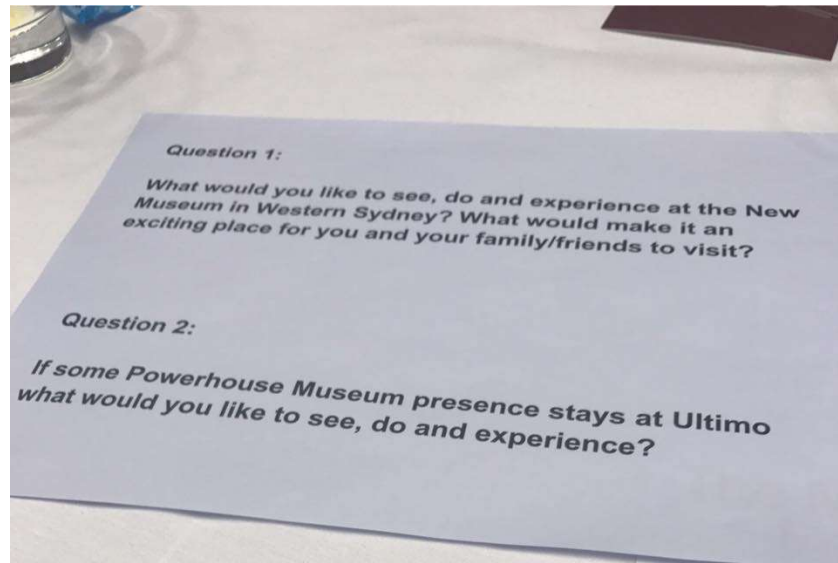 Question 1:
What would you like to see, do and experience at the New
Museum in Western Sydney? What would make it an
exciting place for you and your family/friends to visit?
Question 2:
If some Powerhouse Museum presence stays at Ultimo
what would you like to see, do and experience?